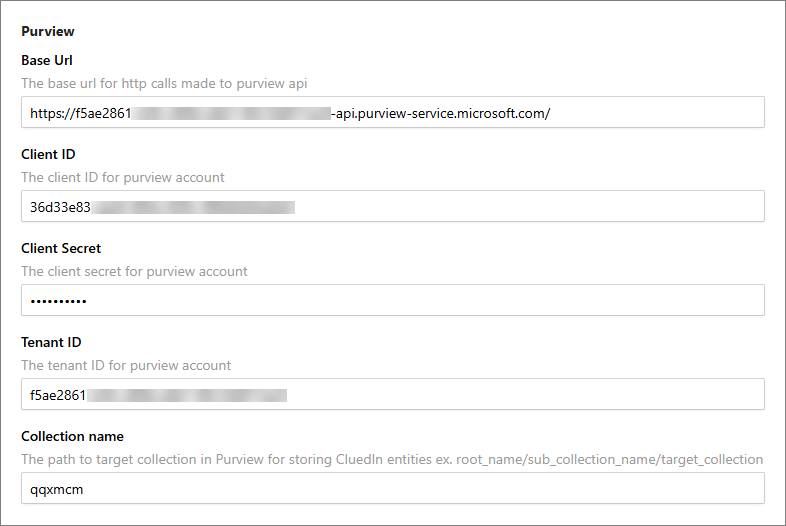 Purview
Base Url
The base url for http calls made to purview api
https://f5ae2861 -api.purview-service.microsoft.com/
Client ID
The client ID for purview account
36d33e83
Client Secret
The client secret for purview account
••••••••••
Tenant ID
The tenant ID for purview account
f5ae2861
Collection name
The path to target collection in Purview for storing CluedIn entities ex. root_name/sub_collection_name/target_collection
qqxmcm